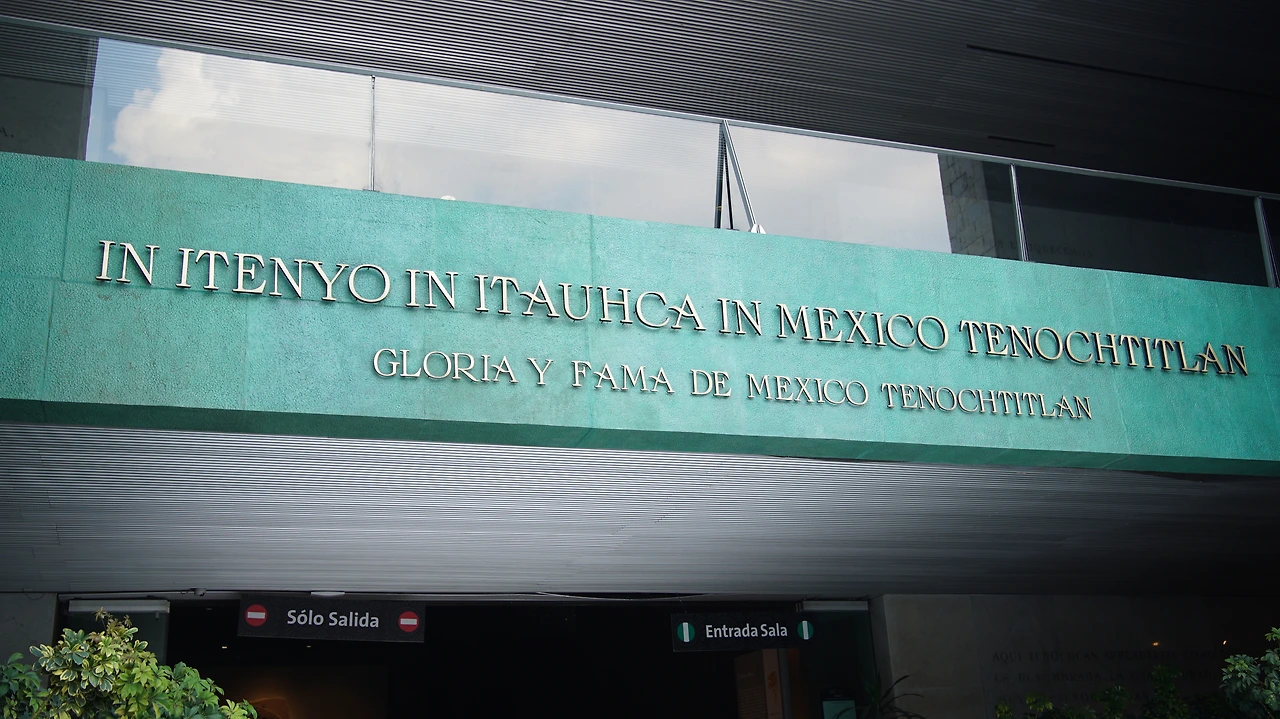 IN ITENYO IN ITAUHCA IN MEXICO TENOCHTITLAN
GLORIA Y FAMA DE MEXICO TENOCHTITLAN
Sólo Salida
Entrada Sala